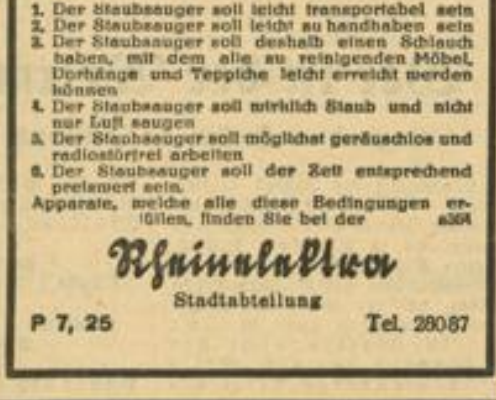 1. Der Staubsauger soll leicht transportabel sein
2. Der Staubsauger soll leicht zu handhaben sein
3. Der Staubsauger soll deshalb einen Schlauch
haben, mit dem alle zu reinigenden Möbel,
Vorhänge und Teppiche leicht erreicht werden
können
4. Der Staubsauger soll wirklich Staub und nicht
nur Luft saugen
5. Der Staubsauger soll möglichst geräuschlos und
radiostörfrei arbeiten
6. Der Staubsauger soll der Zeit entsprechend
preiswert sein.
Apparate, welche alle diese Bedingungen er-
füllen, finden Sie bei der a364
Rheinelektra
Stadtabteilung
P 7, 25 Tel. 28087